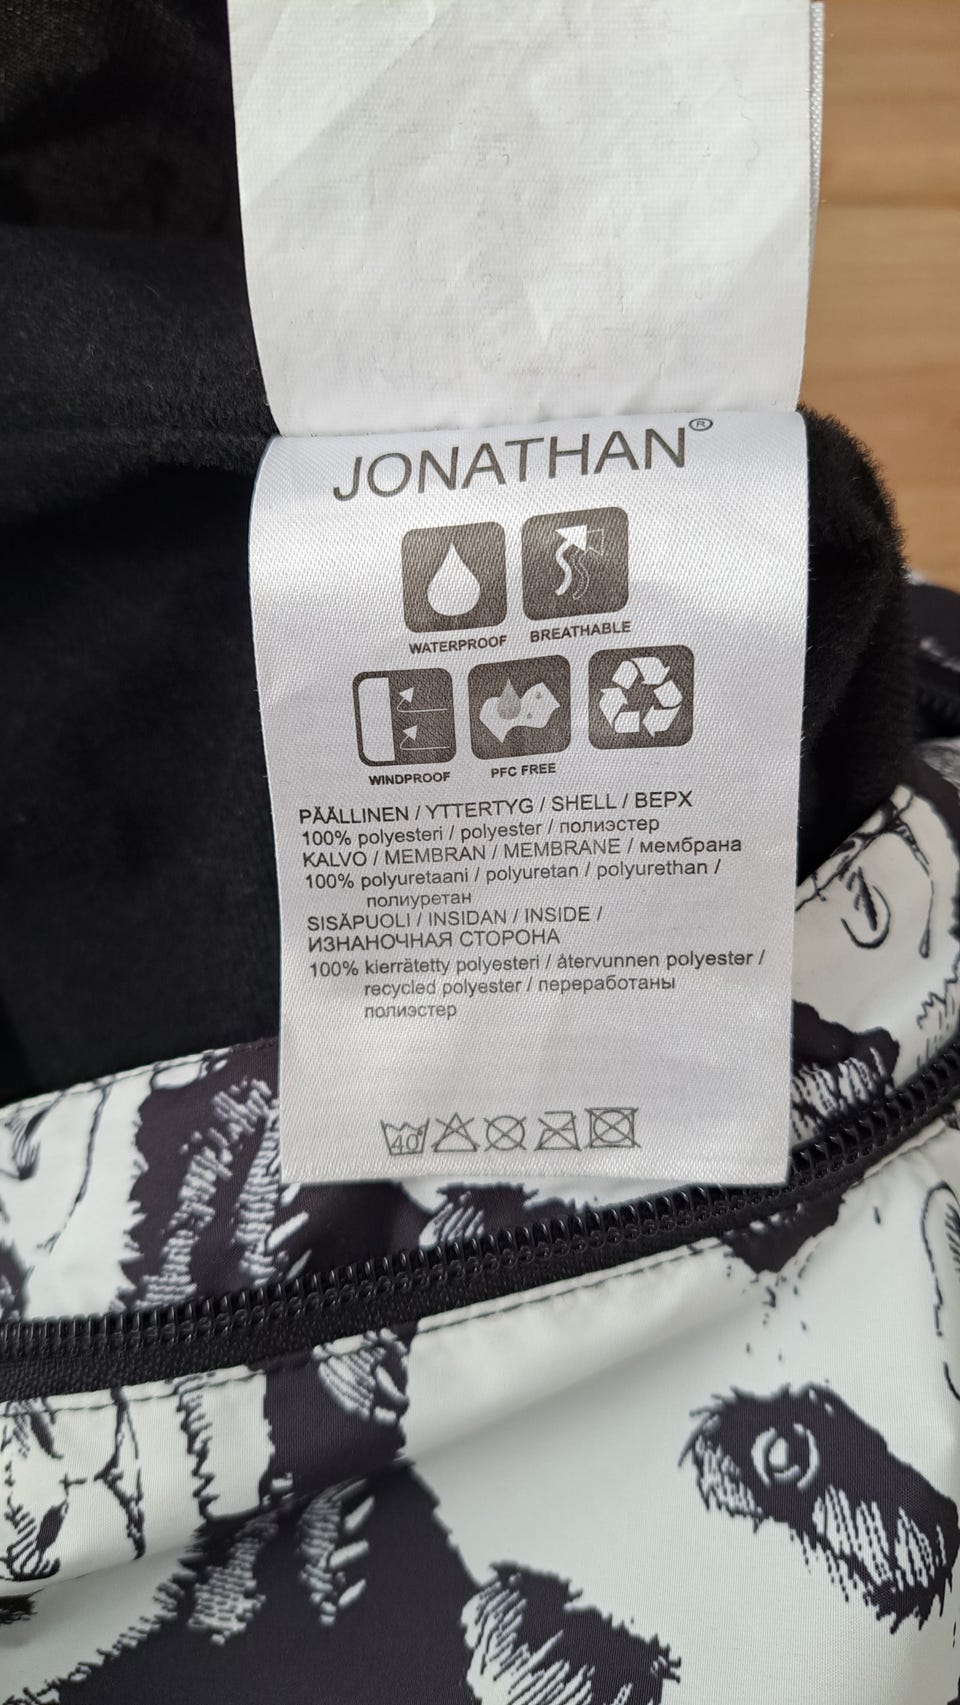 JONATHAN®
WATERPROOF
BREATHABLE
WINDPROOF
PFC FREE
PÄÄLLINEN / YTTERTYG / SHELL / ВЕРХ
100% polyesteri / polyester / полиэстер
KALVO / MEMBRAN / MEMBRANE / мембрана
100% polyuretaani / polyuretan / polyurethan /
полиуретан
SISÄPUOLI / INSIDAN / INSIDE /
ИЗНАНОЧНАЯ СТОРОНА
100% kierrätetty polyesteri / återvunnen polyester /
recycled polyester / переработаны
полиэстер
40°